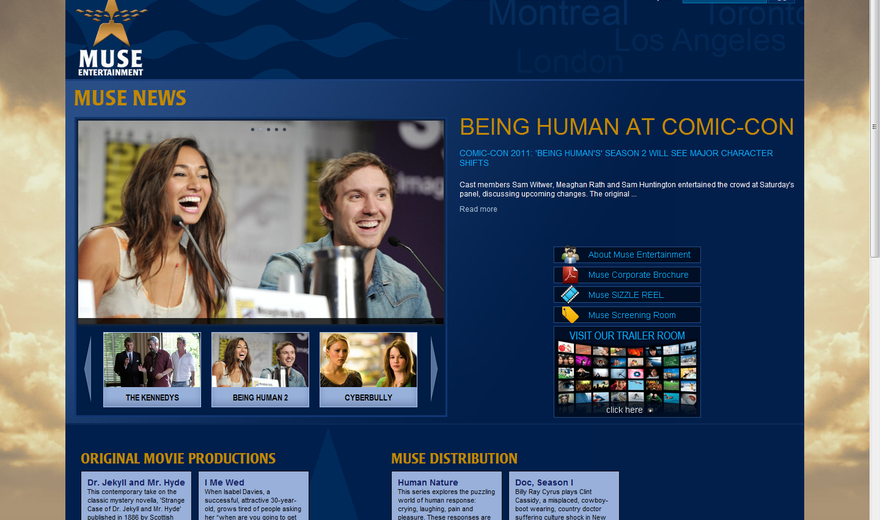 Montreal
Toronto
Los Angeles
London
MUSE
ENTERTAINMENT
MUSE NEWS
BEING HUMAN AT COMIC-CON
COMIC-CON 2011: 'BEING HUMAN'S' SEASON 2 WILL SEE MAJOR CHARACTER
SHIFTS
Cast members Sam Witwer, Meaghan Rath and Sam Huntington entertained the crowd at Saturday's
panel, discussing upcoming changes. The original ...
Read more
About Muse Entertainment
Muse Corporate Brochure
Muse SIZZLE REEL
Muse Screening Room
VISIT OUR TRAILER ROOM
click here
THE KENNEDYS
BEING HUMAN 2
CYBERBULLY
ORIGINAL MOVIE PRODUCTIONS
MUSE DISTRIBUTION
Dr. Jekyll and Mr. Hyde
This contemporary take on the
classic mystery novella, 'Strange
Case of Dr. Jekyll and Mr. Hyde'
published in 1886 by Scottish
I Me Wed
When Isabel Davies, a
successful, attractive 30-year-
old, grows tired of people asking
her "when are you going to get
Human Nature
This series explores the puzzling
world of human response:
crying, laughing, pain and
pleasure. These responses are
Doc, Season I
Billy Ray Cyrus plays Clint
Cassidy, a misplaced, cowboy-
boot wearing, country doctor
suffering culture shock in New